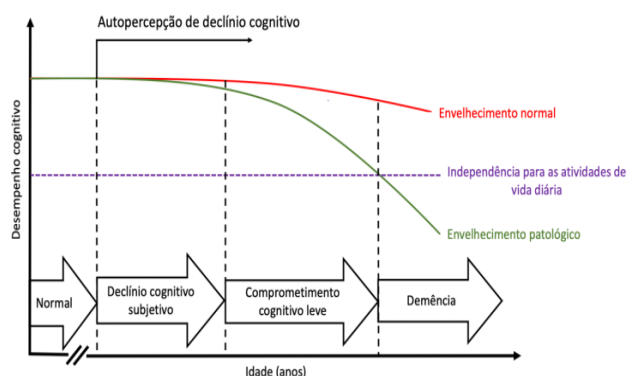 Autopercepção de declínio cognitivo
Desempenho cognitivo
Envelhecimento normal
Independência para as atividades de
vida diária
Envelhecimento patológico
Normal
Declínio cognitivo
subjetivo
Comprometimento
cognitivo leve
Demência
Idade (anos)